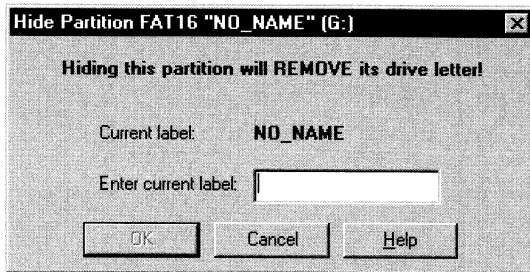 Hide Partition FAT16 "NO_NAME" (G:)
Hiding this partition will REMOVE its drive letter!
Current label: NO_NAME
Enter current label:
OK Cancel Help